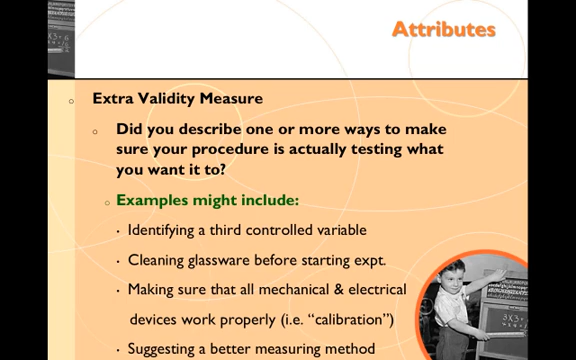 Attributes
Extra Validity Measure
Did you describe one or more ways to make
sure your procedure is actually testing what
you want it to?
Examples might include:
Identifying a third controlled variable
Cleaning glassware before starting expt.
Making sure that all mechanical & electrical
devices work properly (i.e. “calibration”)
Suggesting a better measuring method